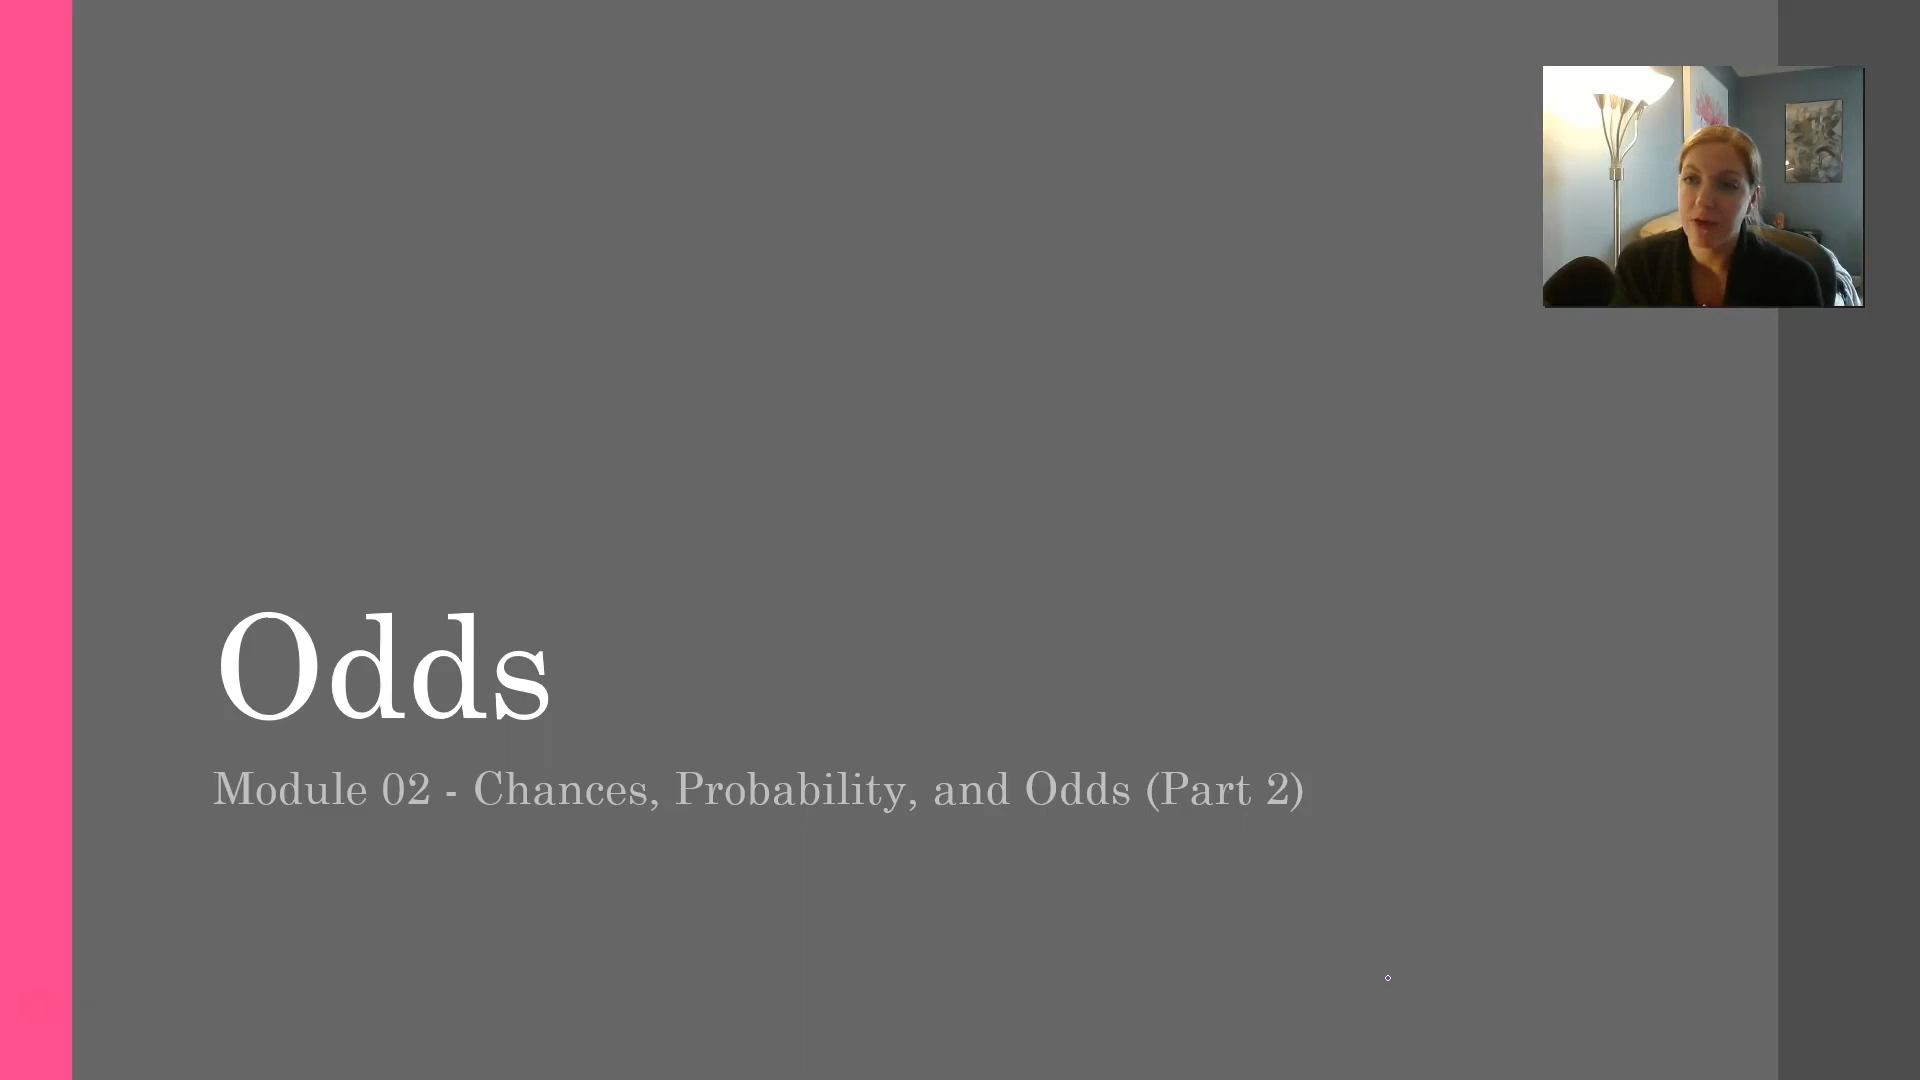 Odds
Module 02 - Chances, Probability, and Odds (Part 2)